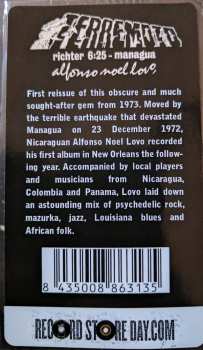 TERREMOTO
richter 6:25 - managua
alfonso noel lovo
First reissue of this obscure and much
sought-after gem from 1973. Moved by
the terrible earthquake that devastated
Managua on 23 December 1972,
Nicaraguan Alfonso Noel Lovo recorded
his first album in New Orleans the follow-
ing year. Accompanied by local players
and musicians from Nicaragua,
Colombia and Panama, Lovo laid down
an astounding mix of psychedelic rock,
mazurka, jazz, Louisiana blues and
African folk.
8 435008 863135
RECORD STORE DAY.COM